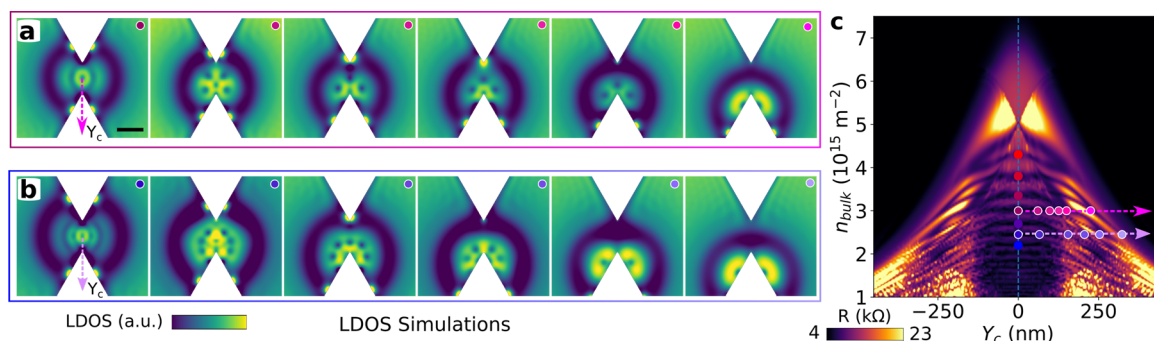 a
Y_c
b
Y_c
LDOS (a.u.)
LDOS Simulations
c
n_bulk (10^15 m^-2)
7
6
5
4
3
2
1
−250
0
250
R (kΩ)
4
23
Y_c (nm)